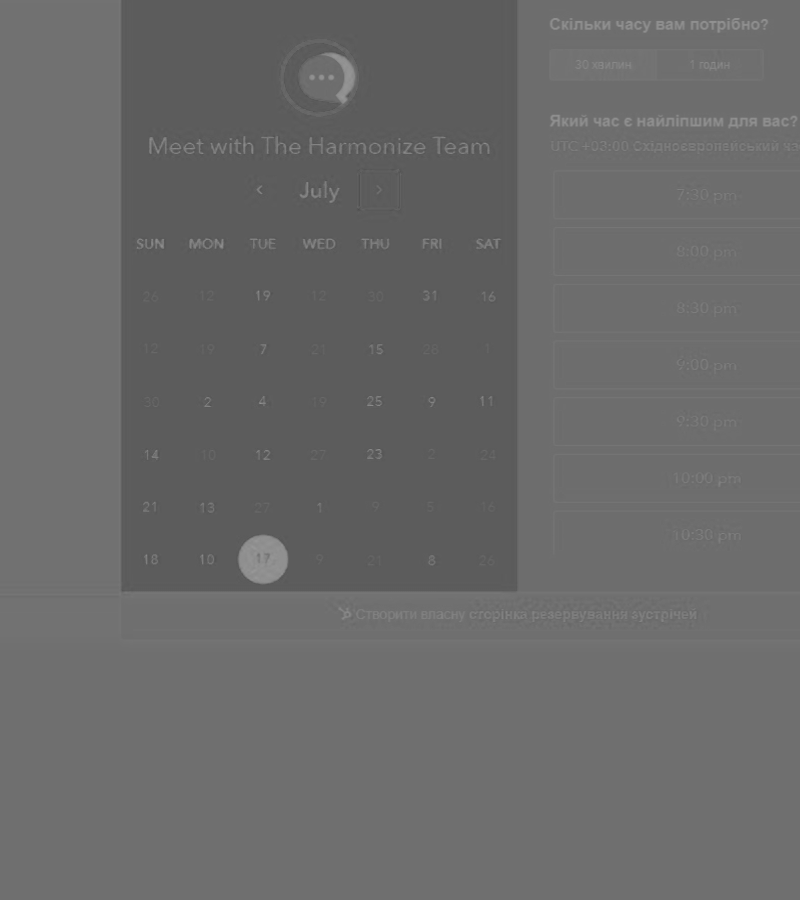 Meet with The Harmonize Team
July
SUN MON TUE WED THU FRI SAT
26 12 19 12 30 31 16
12 19 7 21 15 28 1
30 2 4 19 25 9 11
14 10 12 27 23 2 24
21 13 27 1 9 5 16
18 10 17 9 21 8 26
Скільки часу вам потрібно?
30 хвилин 1 годин
Який час є найліпшим для вас?
UTC +03:00 Східноєвропейський
7:30 pm
8:00 pm
8:30 pm
9:00 pm
9:30 pm
10:00 pm
10:30 pm
Створити власну сторінка резервування зустрічей